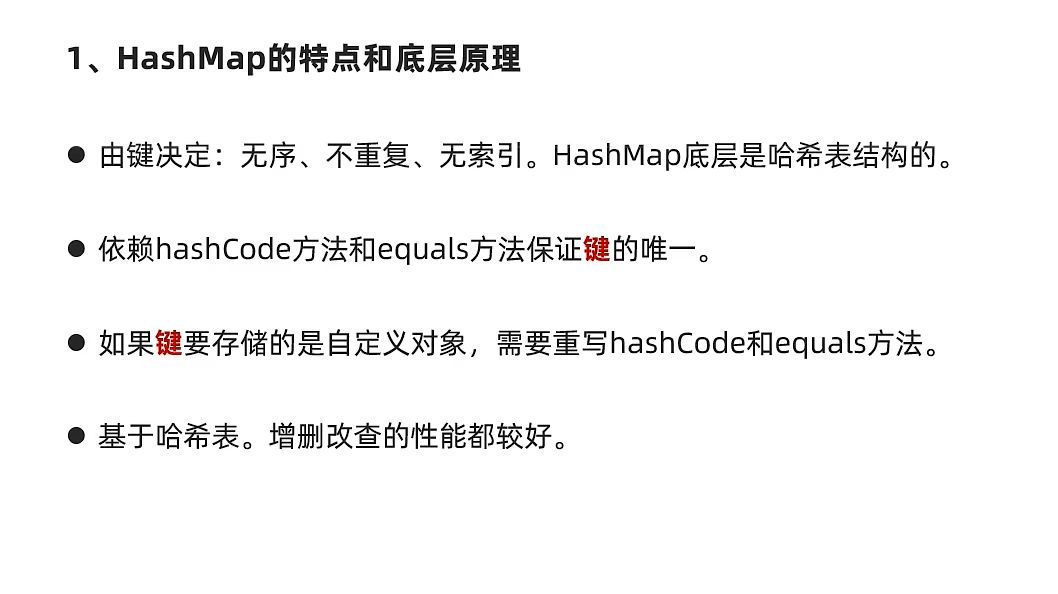 1、HashMap的特点和底层原理
● 由键决定：无序、不重复、无索引。HashMap底层是哈希表结构的。
● 依赖hashCode方法和equals方法保证键的唯一。
● 如果键要存储的是自定义对象，需要重写hashCode和equals方法。
● 基于哈希表。增删改查的性能都较好。